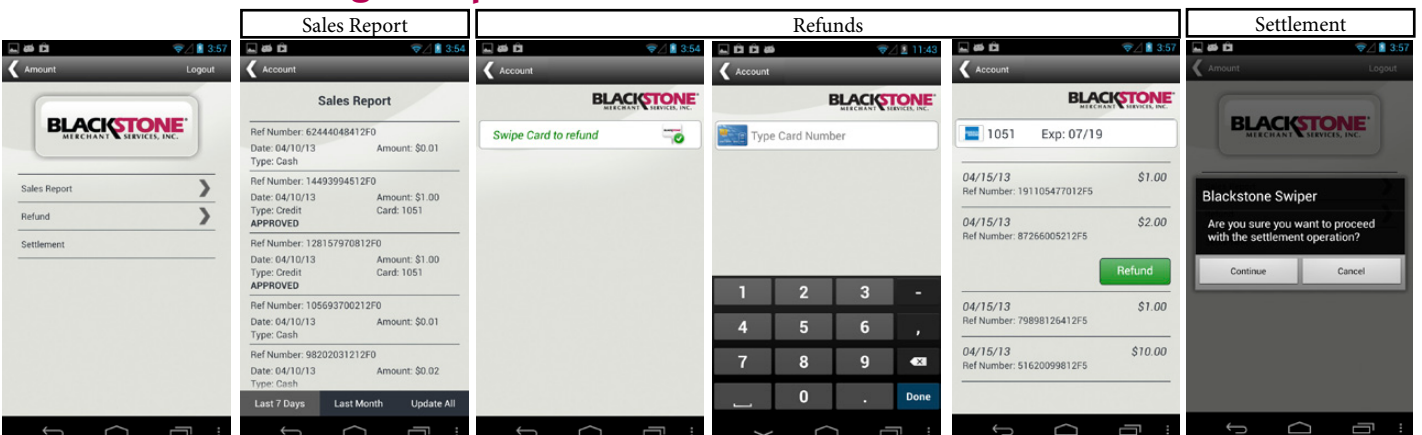 Sales Report
Refunds
Settlement
3:57
Amount
Logout
BLACKSTONE
MERCHANT SERVICES, INC.
Sales Report
Refund
Settlement
3:54
Account
Sales Report
Ref Number: 62444048412F0
Date: 04/10/13 Amount: $0.01
Type: Cash
Ref Number: 14493994512F0
Date: 04/10/13 Amount: $1.00
Type: Credit Card: 1051
APPROVED
Ref Number: 128157970812F0
Date: 04/10/13 Amount: $1.00
Type: Credit Card: 1051
APPROVED
Ref Number: 105693700212F0
Date: 04/10/13 Amount: $0.01
Type: Cash
Ref Number: 98202031212F0
Date: 04/10/13 Amount: $0.02
Type: Cash
Last 7 Days Last Month Update All
3:54
Account
BLACKSTONE
MERCHANT SERVICES, INC.
Swipe Card to refund
11:43
Account
BLACKSTONE
MERCHANT SERVICES, INC.
Type Card Number
1 2 3 -
4 5 6 ,
7 8 9
0 . Done
3:57
Account
BLACKSTONE
MERCHANT SERVICES, INC.
1051 Exp: 07/19
04/15/13 $1.00
Ref Number: 191105477012F5
04/15/13 $2.00
Ref Number: 87266005212F5
Refund
04/15/13 $1.00
Ref Number: 79898126412F5
04/15/13 $10.00
Ref Number: 51620099812F5
3:57
Amount
Logout
BLACKSTONE
MERCHANT SERVICES, INC.
Blackstone Swiper
Are you sure you want to proceed
with the settlement operation?
Continue Cancel